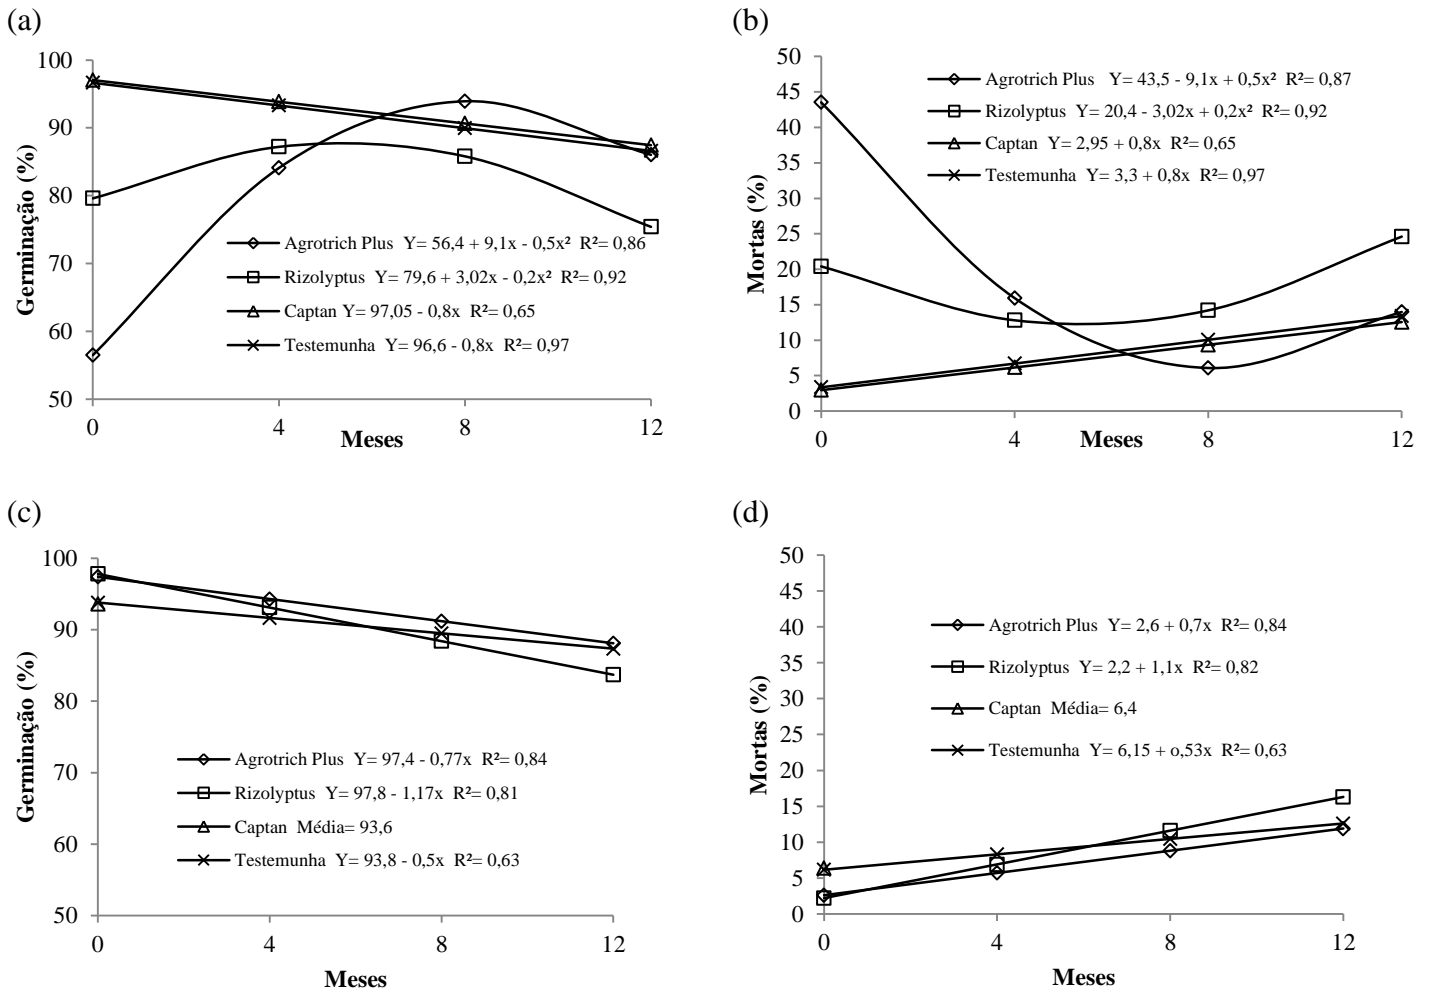 (a)
100
90
80
70
60
50
Germinação (%)
Agrotrich Plus Y= 56,4 + 9,1x - 0,5x² R²= 0,86
Rizolyptus Y= 79,6 + 3,02x - 0,2x² R²= 0,92
Captan Y= 97,05 - 0,8x R²= 0,65
Testemunha Y= 96,6 - 0,8x R²= 0,97
0 4 8 12
Meses
(b)
50
45
40
35
30
25
20
15
10
5
0
Mortas (%)
Agrotrich Plus Y= 43,5 - 9,1x + 0,5x² R²= 0,87
Rizolyptus Y= 20,4 - 3,02x + 0,2x² R²= 0,92
Captan Y= 2,95 + 0,8x R²= 0,65
Testemunha Y= 3,3 + 0,8x R²= 0,97
0 4 8 12
Meses
(c)
100
90
80
70
60
50
Germinação (%)
Agrotrich Plus Y= 97,4 - 0,77x R²= 0,84
Rizolyptus Y= 97,8 - 1,17x R²= 0,81
Captan Média= 93,6
Testemunha Y= 93,8 - 0,5x R²= 0,63
0 4 8 12
Meses
(d)
50
45
40
35
30
25
20
15
10
5
0
Mortas (%)
Agrotrich Plus Y= 2,6 + 0,7x R²= 0,84
Rizolyptus Y= 2,2 + 1,1x R²= 0,82
Captan Média= 6,4
Testemunha Y= 6,15 + o,53x R²= 0,63
0 4 8 12
Meses